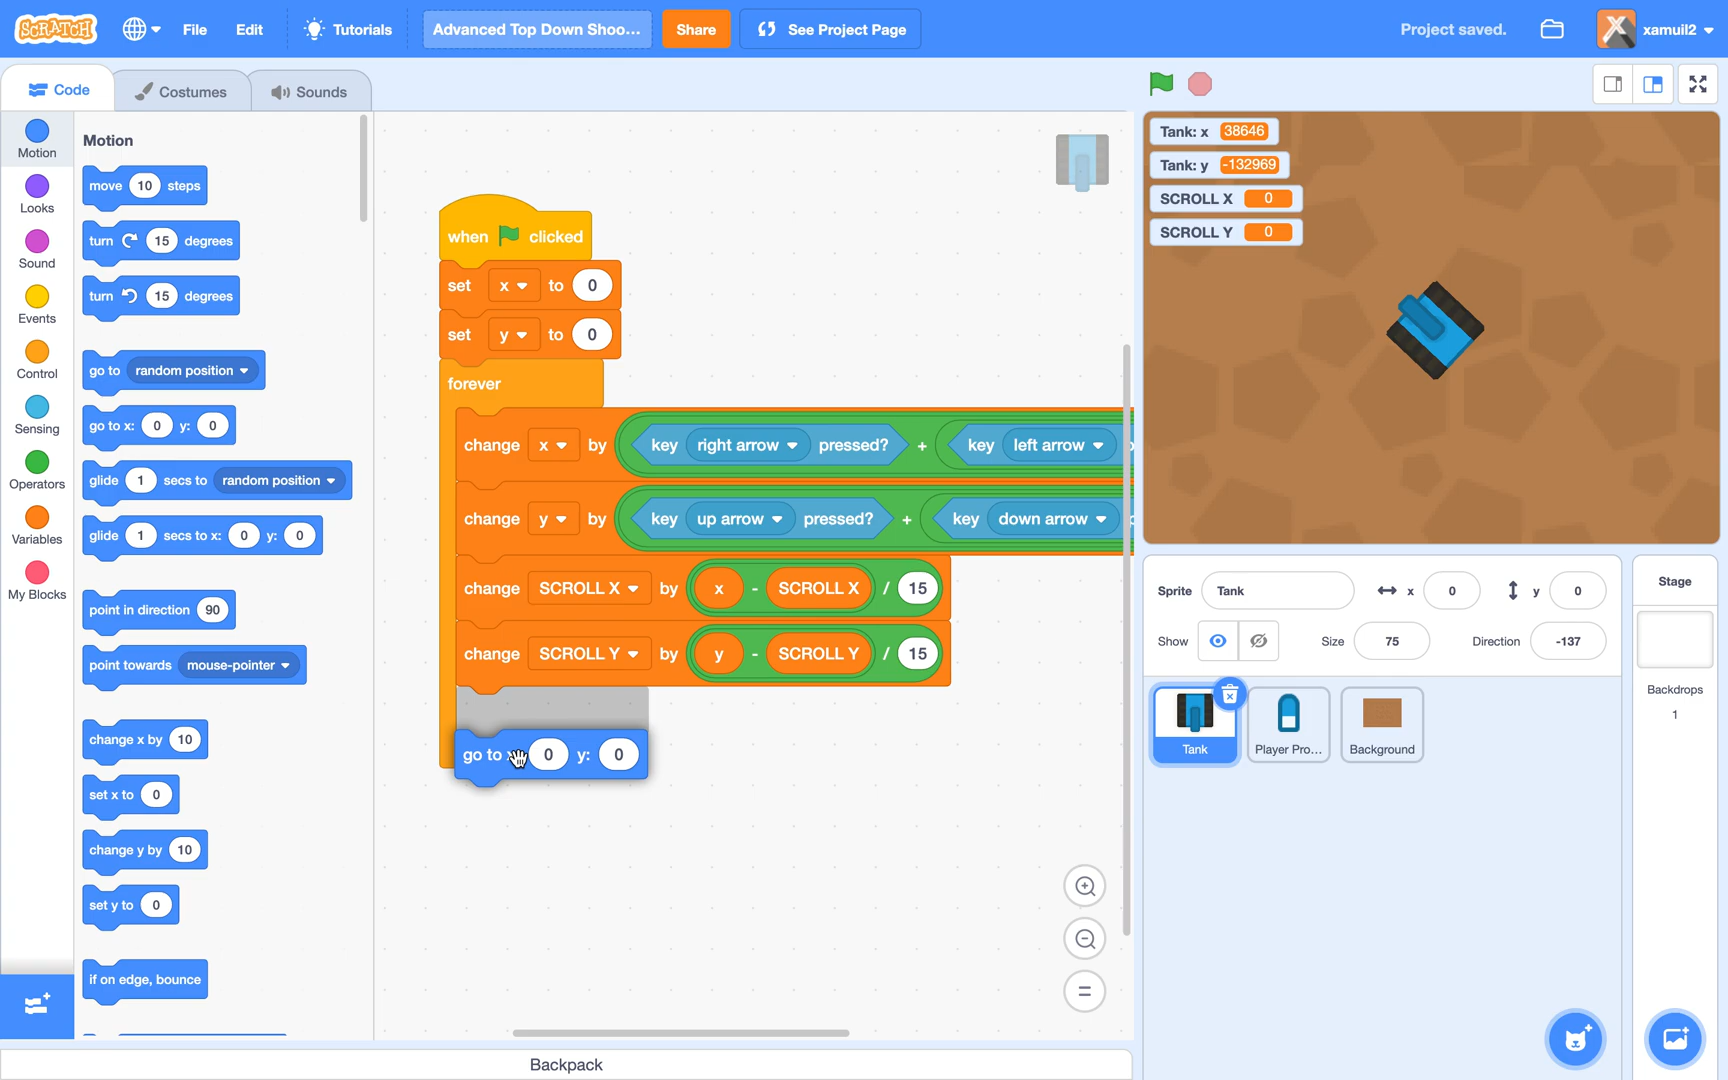 SCRATCH
File
Edit
Tutorials
Advanced Top Down Shoo...
Share
See Project Page
Project saved.
xamuil2
Code
Costumes
Sounds
Motion
Looks
Sound
Events
Control
Sensing
Operators
Variables
My Blocks
Motion
move 10 steps
turn 15 degrees
turn 15 degrees
go to random position
go to x: 0 y: 0
glide 1 secs to random position
glide 1 secs to x: 0 y: 0
point in direction 90
point towards mouse-pointer
change x by 10
set x to 0
change y by 10
set y to 0
if on edge, bounce
when clicked
set x to 0
set y to 0
forever
change x by key right arrow pressed? + key left arrow
change y by key up arrow pressed? + key down arrow
change SCROLL X by x - SCROLL X / 15
change SCROLL Y by y - SCROLL Y / 15
go to 0 y: 0
Backpack
Tank: x 38646
Tank: y -132969
SCROLL X 0
SCROLL Y 0
Sprite Tank x 0 y 0
Show Size 75 Direction -137
Tank
Player Pro...
Background
Stage
Backdrops
1